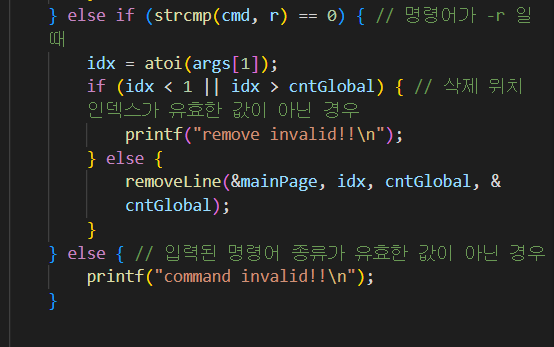 } else if (strcmp(cmd, r) == 0) { // 명령어가 -r 일
때
idx = atoi(args[1]);
if (idx < 1 || idx > cntGlobal) { // 삭제 위치
인덱스가 유효한 값이 아닌 경우
printf("remove invalid!!\n");
} else {
removeLine(&mainPage, idx, cntGlobal, &
cntGlobal);
}
} else { // 입력된 명령어 종류가 유효한 값이 아닌 경우
printf("command invalid!!\n");
}